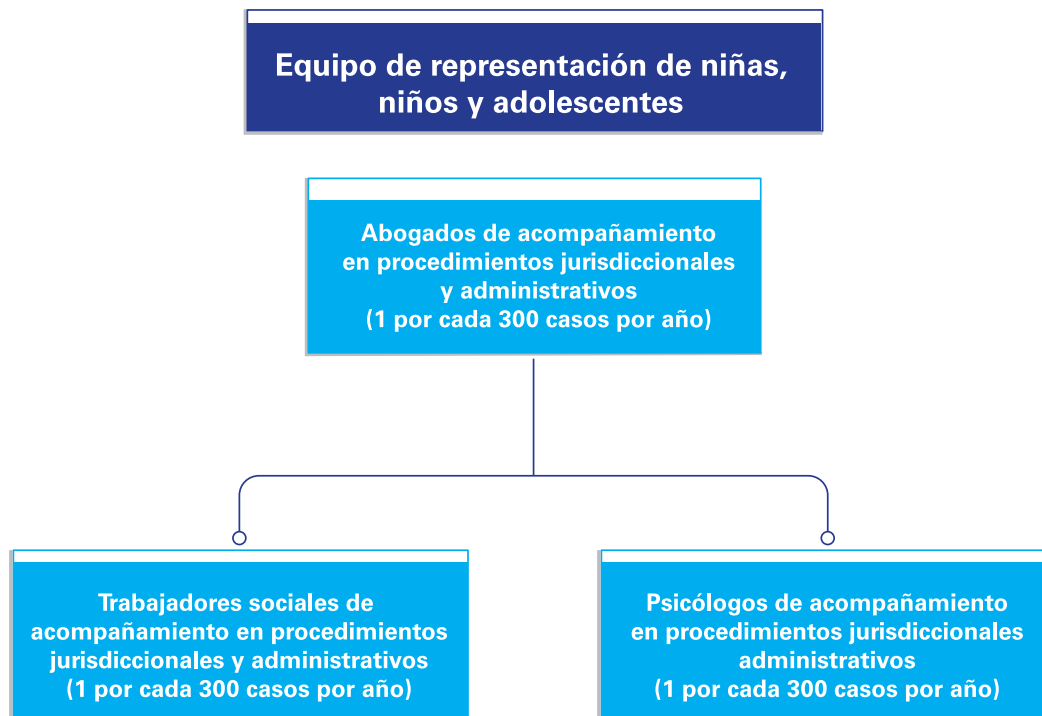 Equipo de representación de niñas,
niños y adolescentes
Abogados de acompañamiento
en procedimientos jurisdiccionales
y administrativos
(1 por cada 300 casos por año)
Trabajadores sociales de
acompañamiento en procedimientos
jurisdiccionales y administrativos
(1 por cada 300 casos por año)
Psicólogos de acompañamiento
en procedimientos jurisdiccionales
administrativos
(1 por cada 300 casos por año)